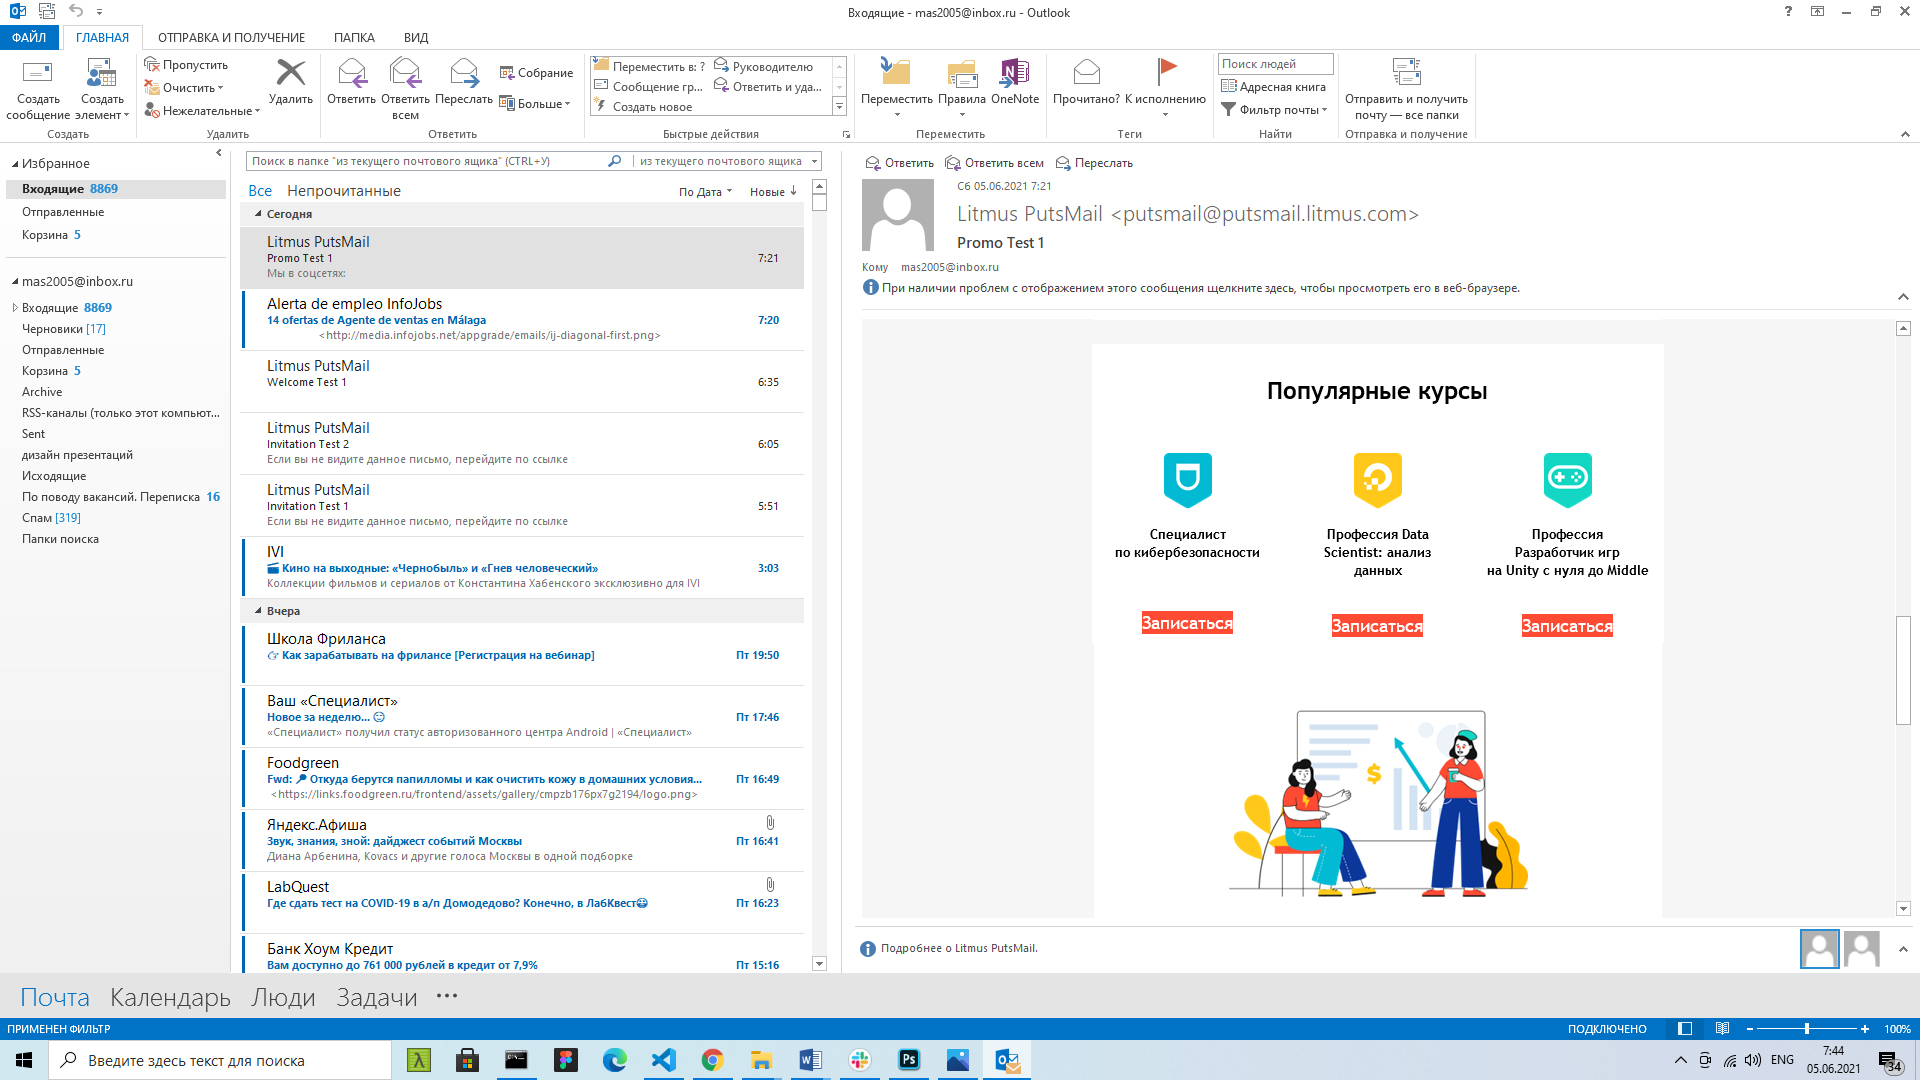 Входящие - mas2005@inbox.ru - Outlook
ФАЙЛ
ГЛАВНАЯ
ОТПРАВКА И ПОЛУЧЕНИЕ
ПАПКА
ВИД
Создать сообщение
Создать элемент
Создать
Пропустить
Очистить
Нежелательные
Удалить
Удалить
Ответить
Ответить всем
Переслать
Собрание
Больше
Ответить
Переместить в: ?
Сообщение гр...
Создать новое
Руководителю
Ответить и уда...
Быстрые действия
Переместить
Правила
OneNote
Переместить
Прочитано?
К исполнению
Теги
Поиск людей
Адресная книга
Фильтр почты
Найти
Отправить и получить почту — все папки
Отправка и получение
Избранное
Входящие 8869
Отправленные
Корзина 5
mas2005@inbox.ru
Входящие 8869
Черновики [17]
Отправленные
Корзина 5
Archive
RSS-каналы (только этот компьют...
Sent
дизайн презентаций
Исходящие
По поводу вакансий. Переписка 16
Спам [319]
Папки поиска
Поиск в папке "из текущего почтового ящика" (CTRL+У)
из текущего почтового ящика
Все Непрочитанные
По Дата
Новые
Сегодня
Litmus PutsMail
Promo Test 1 7:21
Мы в соцсетях:
Alerta de empleo InfoJobs
14 ofertas de Agente de ventas en Málaga 7:20
<http://media.infojobs.net/appgrade/emails/ij-diagonal-first.png>
Litmus PutsMail
Welcome Test 1 6:35
Litmus PutsMail
Invitation Test 2 6:05
Если вы не видите данное письмо, перейдите по ссылке
Litmus PutsMail
Invitation Test 1 5:51
Если вы не видите данное письмо, перейдите по ссылке
IVI
Кино на выходные: «Чернобыль» и «Гнев человеческий» 3:03
Коллекции фильмов и сериалов от Константина Хабенского эксклюзивно для IVI
Вчера
Школа Фриланса
Как зарабатывать на фрилансе [Регистрация на вебинар] Пт 19:50
Ваш «Специалист»
Новое за неделю... Пт 17:46
«Специалист» получил статус авторизованного центра Android | «Специалист»
Foodgreen
Fwd: Откуда берутся папилломы и как очистить кожу в домашних условия... Пт 16:49
<https://links.foodgreen.ru/frontend/assets/gallery/cmpzb176px7g2194/logo.png>
Яндекс.Афиша
Звук, знания, зной: дайджест событий Москвы Пт 16:41
Диана Арбенина, Kovacs и другие голоса Москвы в одной подборке
LabQuest
Где сдать тест на COVID-19 в а/п Домодедово? Конечно, в ЛабКвест Пт 16:23
Банк Хоум Кредит
Вам доступно до 761 000 рублей в кредит от 7,9% Пт 15:16
Ответить
Ответить всем
Переслать
Сб 05.06.2021 7:21
Litmus PutsMail <putsmail@putsmail.litmus.com>
Promo Test 1
Кому mas2005@inbox.ru
При наличии проблем с отображением этого сообщения щелкните здесь, чтобы просмотреть его в веб-браузере.
Популярные курсы
Специалист
по кибербезопасности
Профессия Data
Scientist: анализ
данных
Профессия
Разработчик игр
на Unity с нуля до Middle
Записаться
Записаться
Записаться
$
Подробнее о Litmus PutsMail.
Почта Календарь Люди Задачи ···
ПРИМЕНЕН ФИЛЬТР
ПОДКЛЮЧЕНО
100%
Введите здесь текст для поиска
ENG
7:44
05.06.2021
34